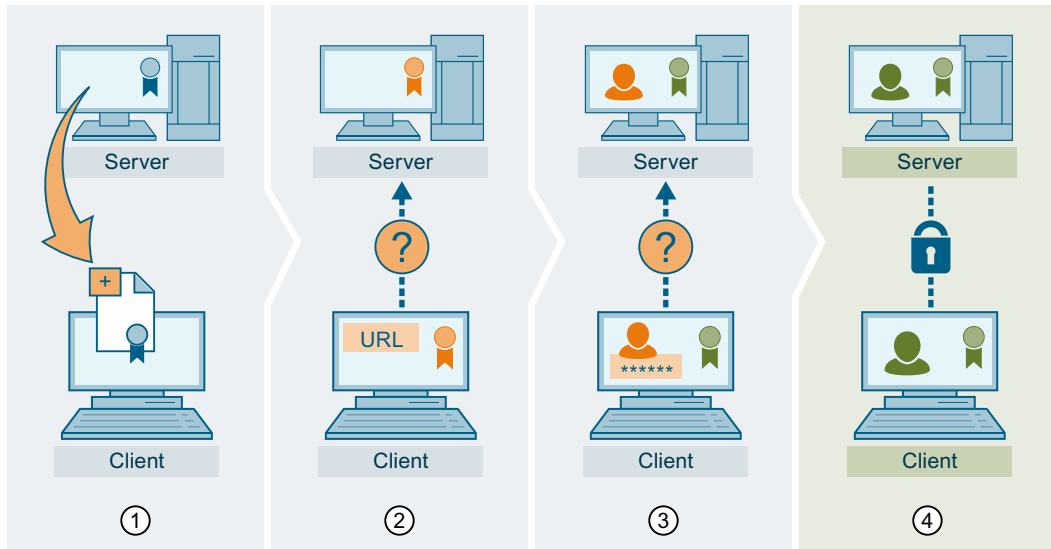 Server
+
Client
1
Server
?
URL
Client
2
Server
?
******
Client
3
Server
Client
4